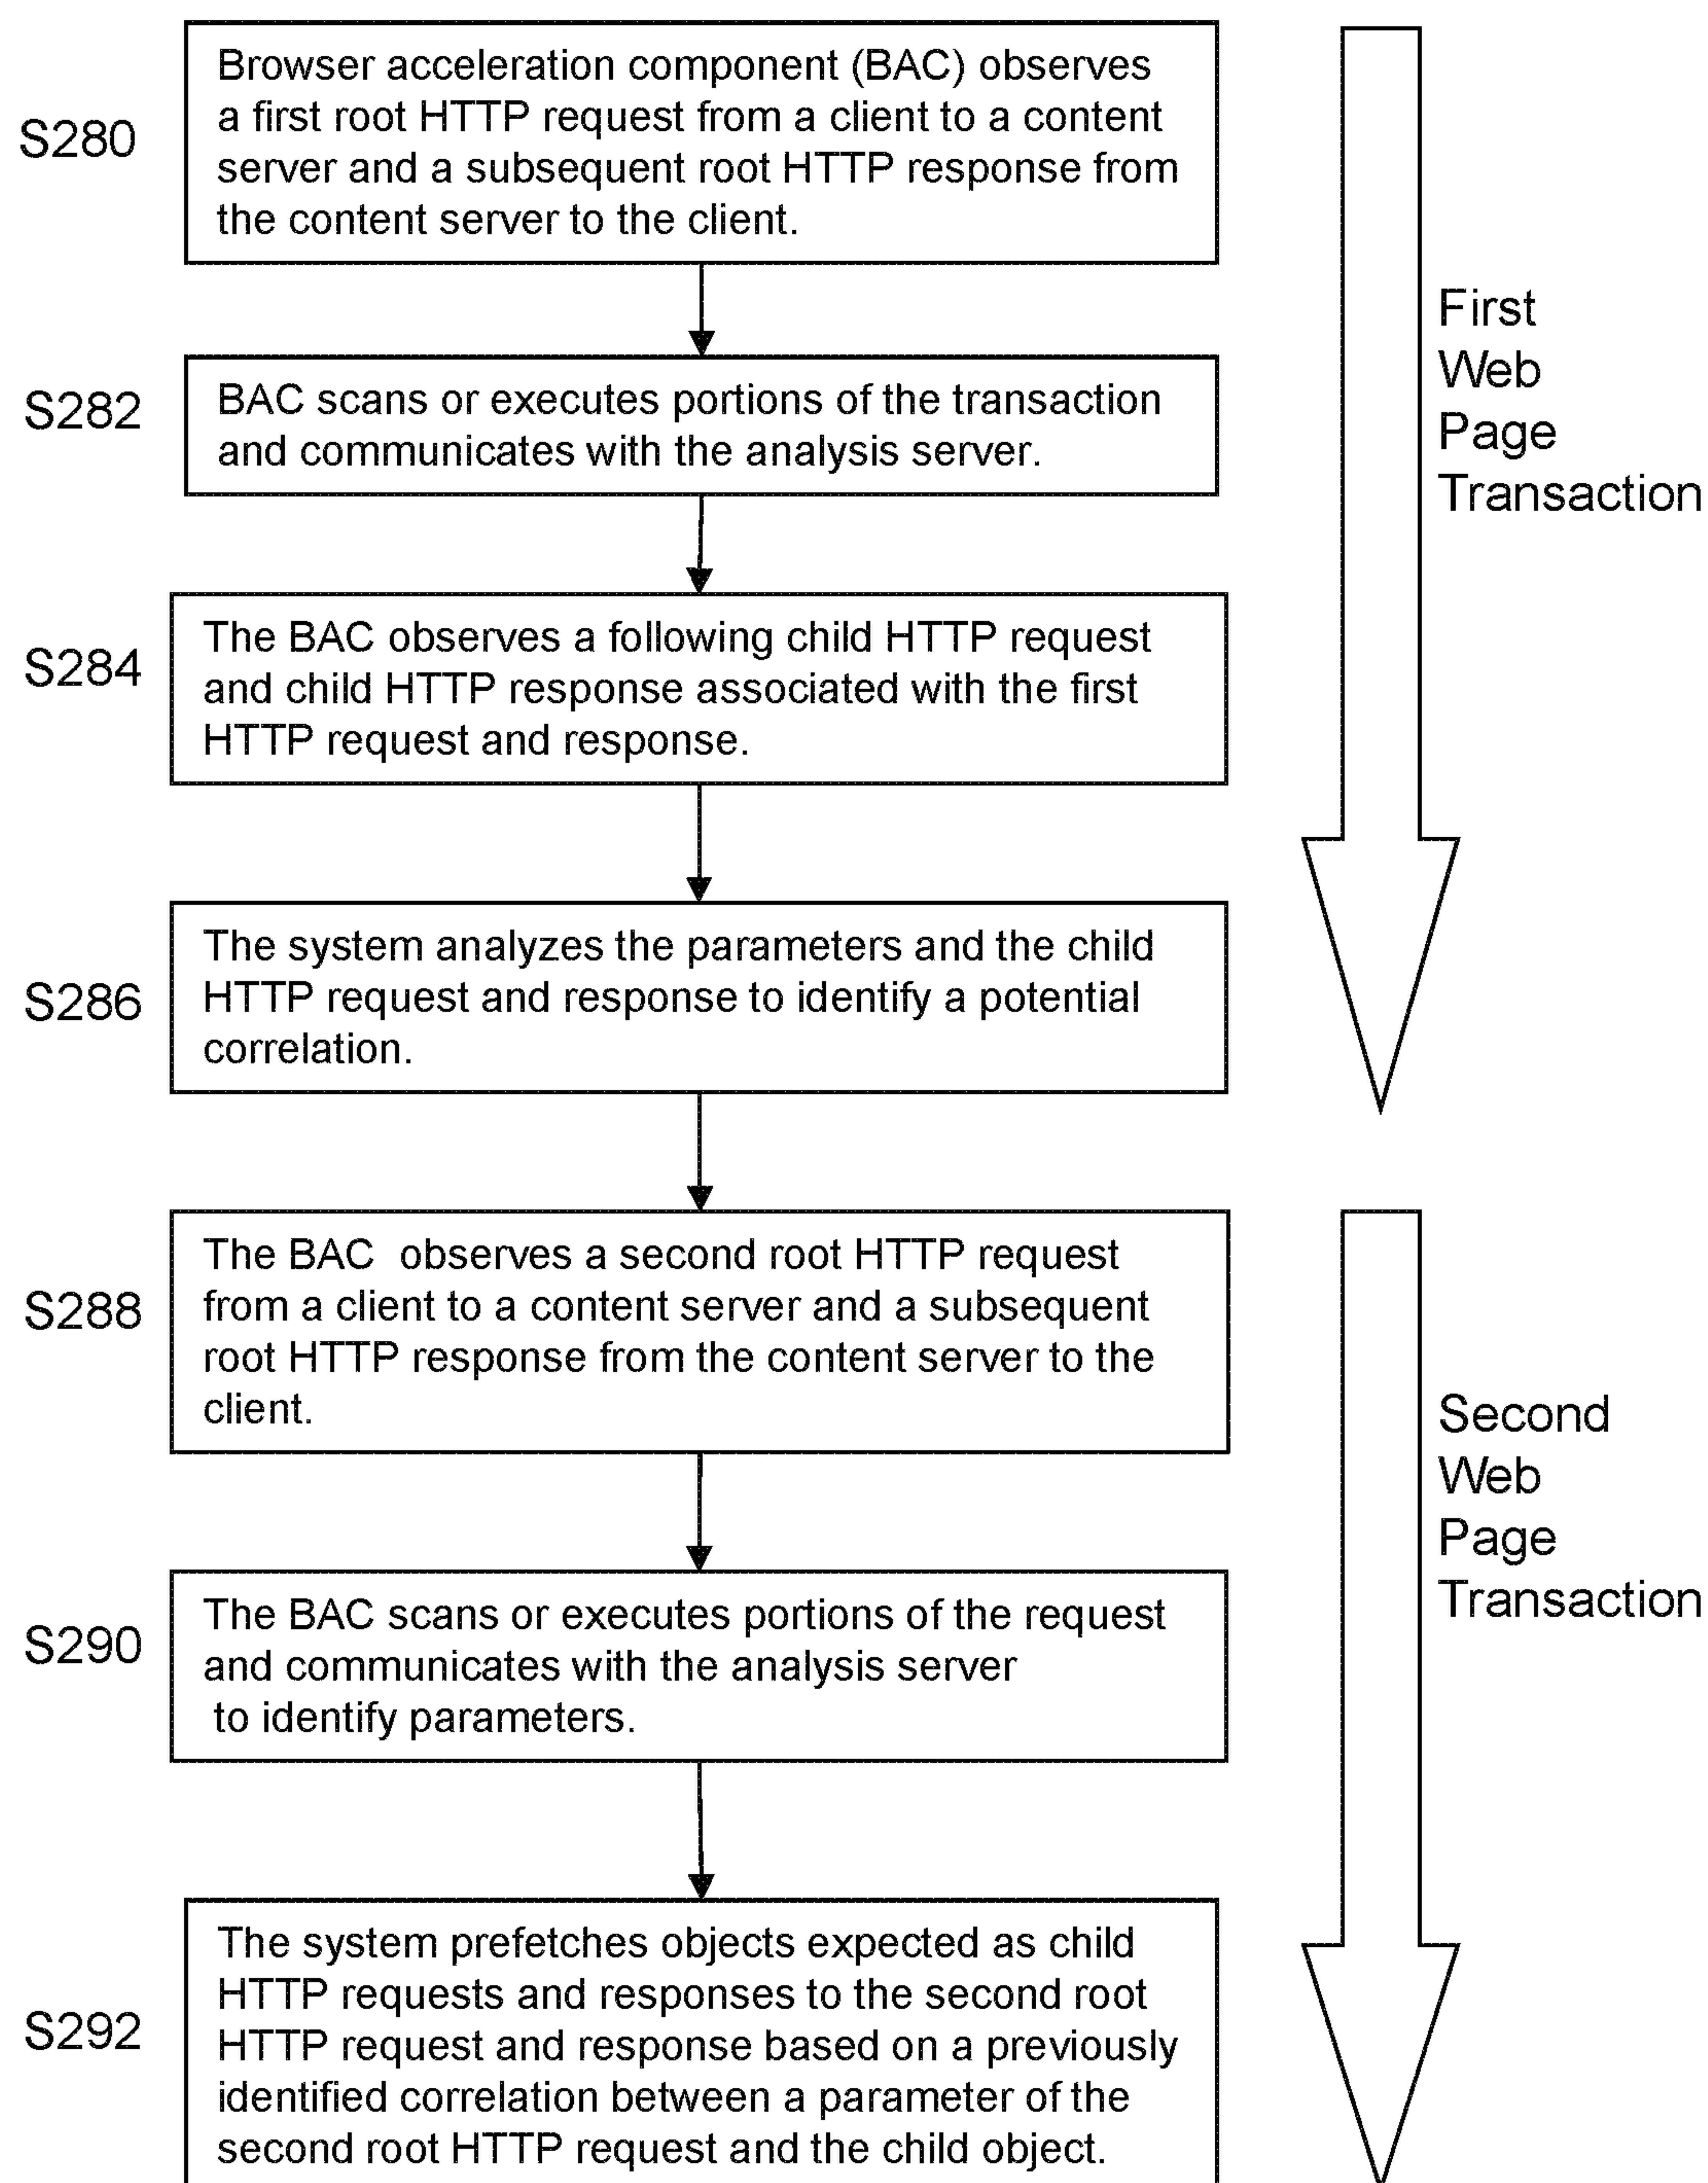 S280
Browser acceleration component (BAC) observes
a first root HTTP request from a client to a content
server and a subsequent root HTTP response from
the content server to the client.
S282
BAC scans or executes portions of the transaction
and communicates with the analysis server.
S284
The BAC observes a following child HTTP request
and child HTTP response associated with the first
HTTP request and response.
S286
The system analyzes the parameters and the child
HTTP request and response to identify a potential
correlation.
First
Web
Page
Transaction
S288
The BAC observes a second root HTTP request
from a client to a content server and a subsequent
root HTTP response from the content server to the
client.
S290
The BAC scans or executes portions of the request
and communicates with the analysis server
to identify parameters.
S292
The system prefetches objects expected as child
HTTP requests and responses to the second root
HTTP request and response based on a previously
identified correlation between a parameter of the
second root HTTP request and the child object.
Second
Web
Page
Transaction